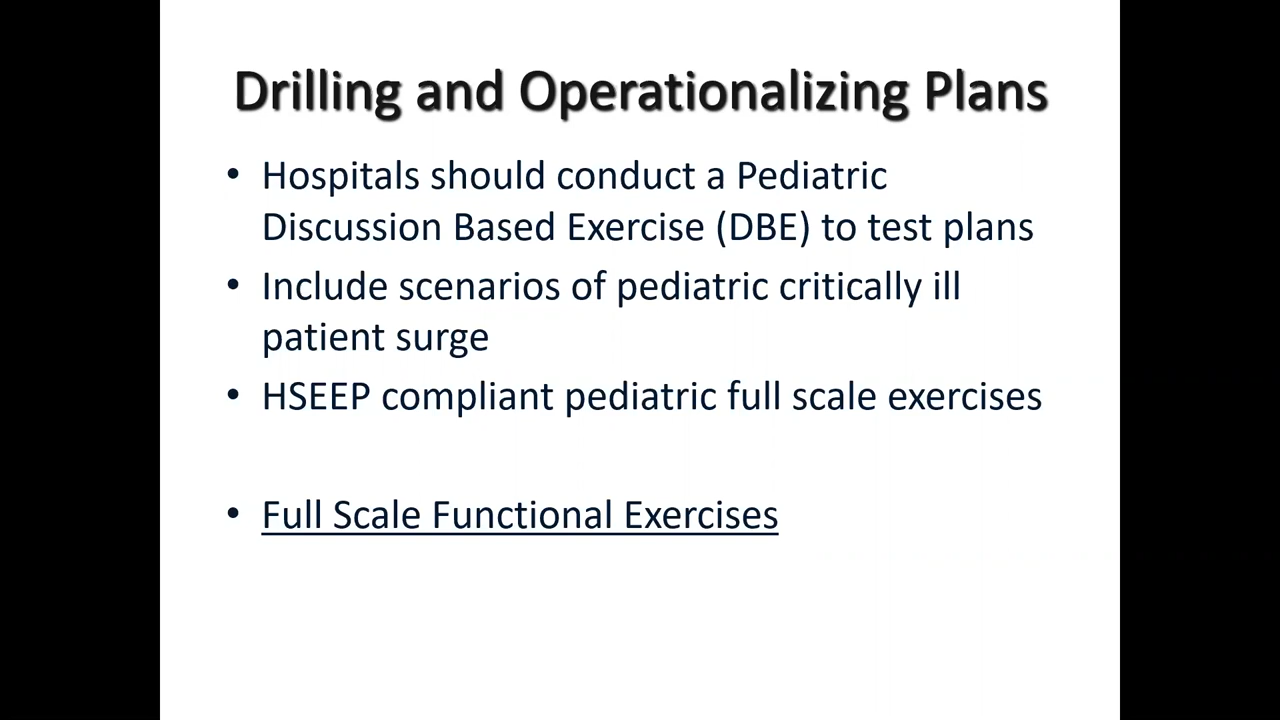 Drilling and Operationalizing Plans
• Hospitals should conduct a Pediatric
Discussion Based Exercise (DBE) to test plans
• Include scenarios of pediatric critically ill
patient surge
• HSEEP compliant pediatric full scale exercises
• Full Scale Functional Exercises